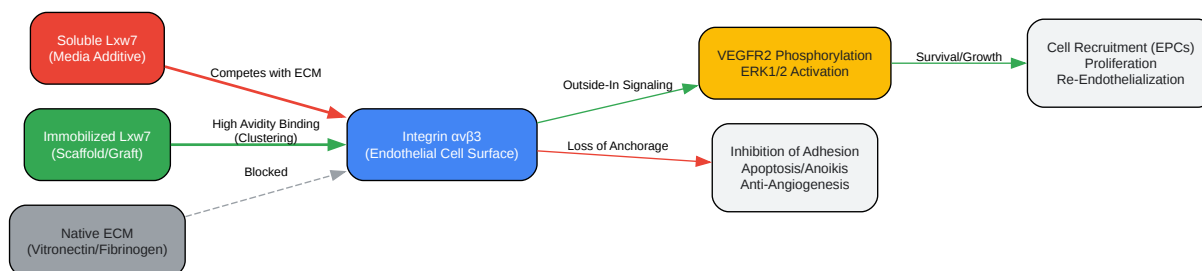 Soluble Lxw7
(Media Additive)
Competes with ECM
Immobilized Lxw7
(Scaffold/Graft)
High Avidity Binding
(Clustering)
Blocked
Native ECM
(Vitronectin/Fibrinogen)
Integrin αvβ3
(Endothelial Cell Surface)
Outside-In Signaling
Loss of Anchorage
VEGFR2 Phosphorylation
ERK1/2 Activation
Survival/Growth
Inhibition of Adhesion
Apoptosis/Anoikis
Anti-Angiogenesis
Cell Recruitment (EPCs)
Proliferation
Re-Endothelialization